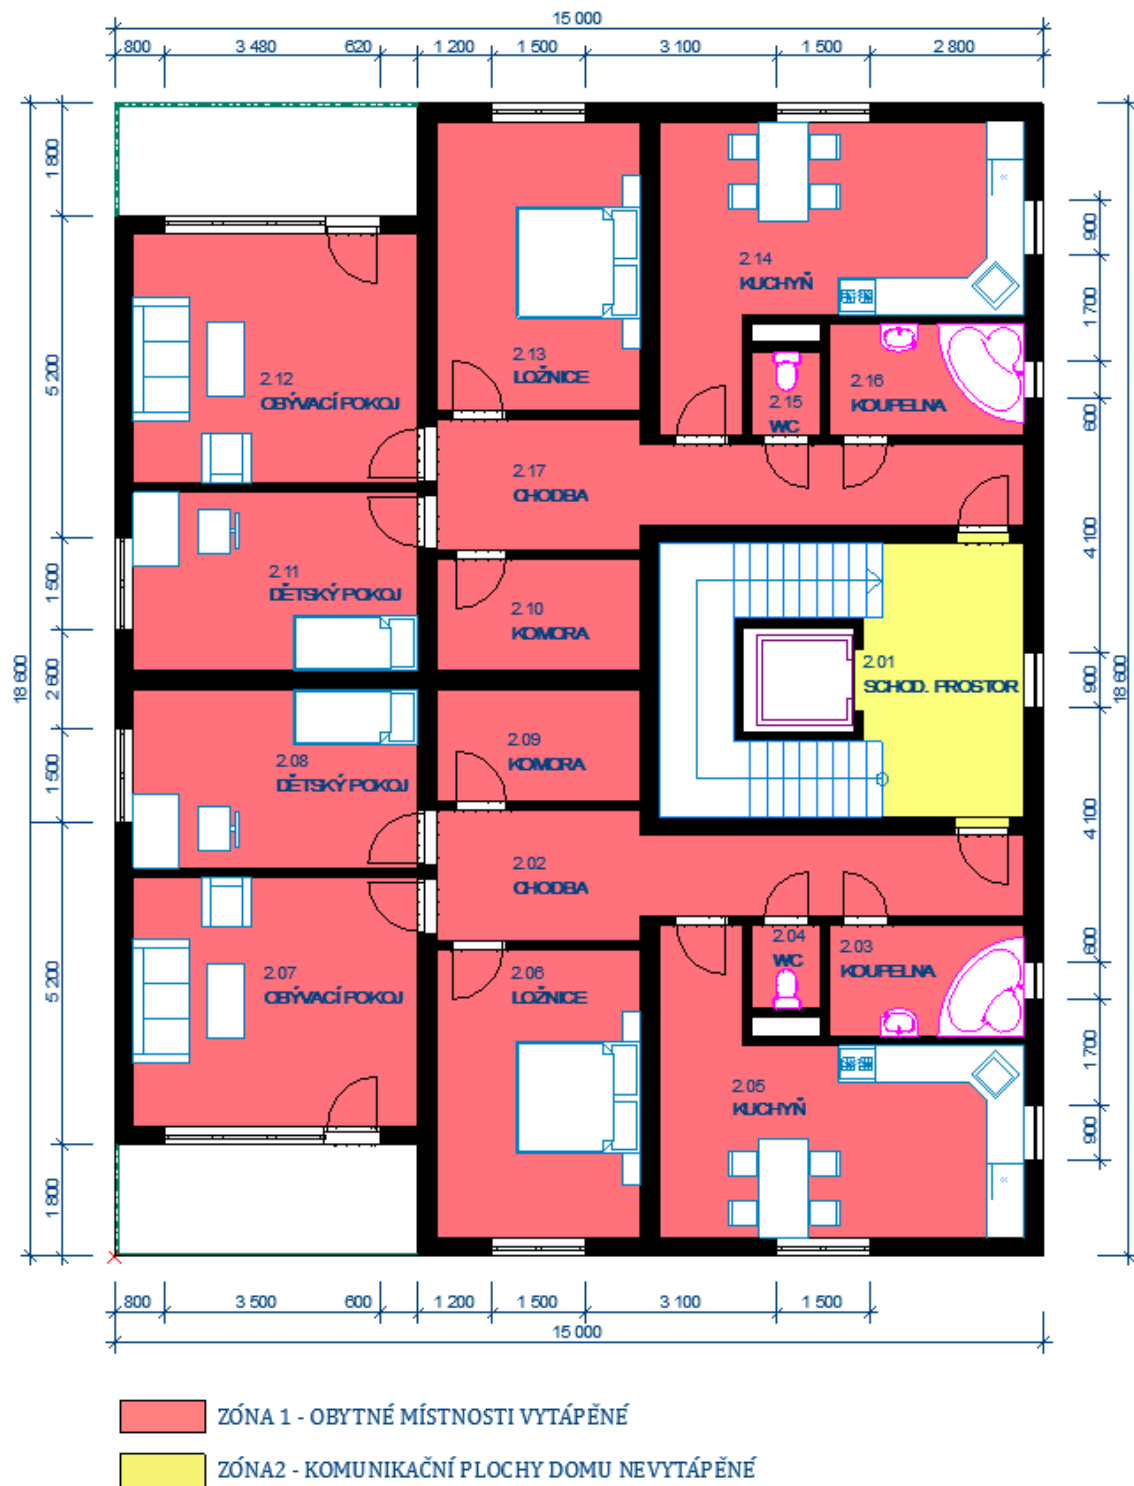 15 000
800 3 480 620 1 200 1 500 3 100 1 500 2 800
1 800
5 200
1 500
2 600
1 500
5 200
1 800
18 600
900
1 700
600
4 100
900
4 100
600
1 700
900
18 600
2.14
KUCHYŇ
2.13
LOŽNICE
2.12
OBÝVACÍ POKOJ
2.15
WC
2.16
KOUPELNA
2.17
CHODBA
2.11
DĚTSKÝ POKOJ
2.10
KOMORA
2.01
SCHOD. PROSTOR
2.09
KOMORA
2.08
DĚTSKÝ POKOJ
2.02
CHODBA
2.04
WC
2.03
KOUPELNA
2.07
OBÝVACÍ POKOJ
2.06
LOŽNICE
2.05
KUCHYŇ
800 3 500 600 1 200 1 500 3 100 1 500
15 000
ZÓNA 1 - OBYTNÉ MÍSTNOSTI VYTÁPĚNÉ
ZÓNA2 - KOMUNIKAČNÍ PLOCHY DOMU NEVYTÁPĚNÉ